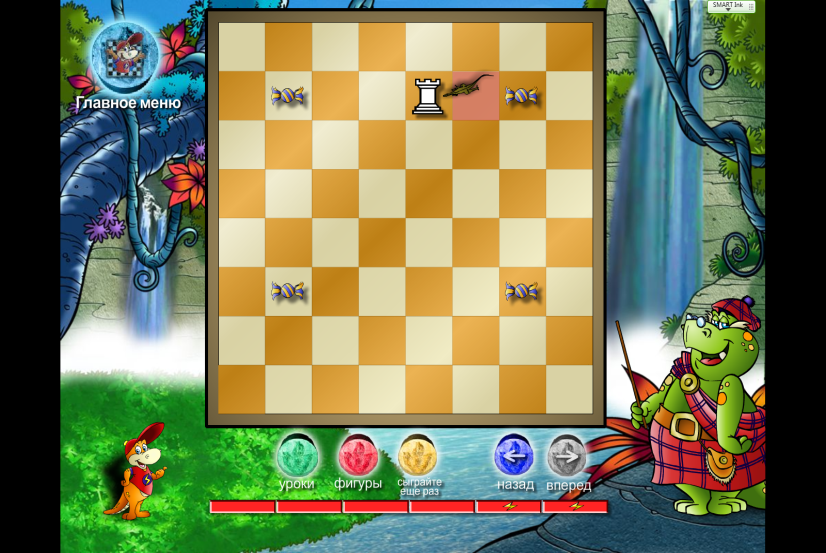 SMART Ink
Главное меню
уроки
фигуры
сыграйте
еще раз
назад
вперед